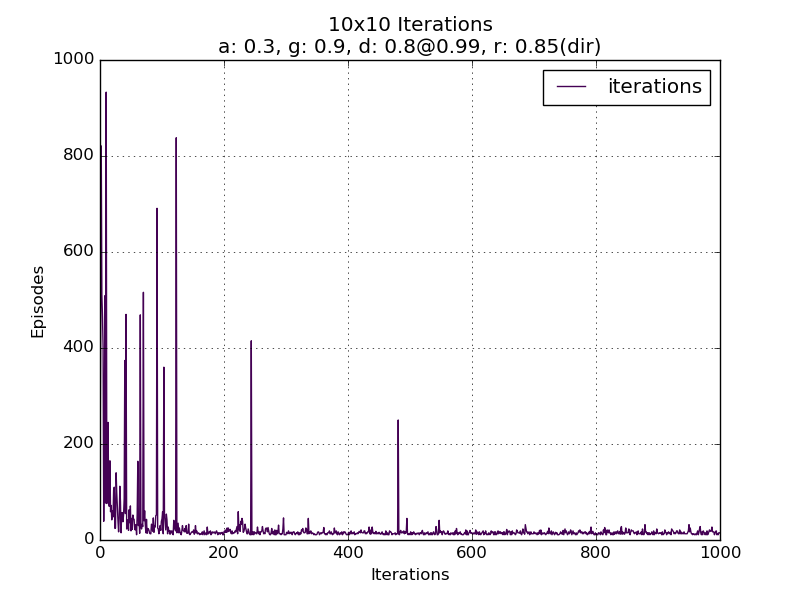 10x10 Iterations
a: 0.3, g: 0.9, d: 0.8@0.99, r: 0.85(dir)
iterations
1000
800
600
400
200
0
Episodes
0 200 400 600 800 1000
Iterations